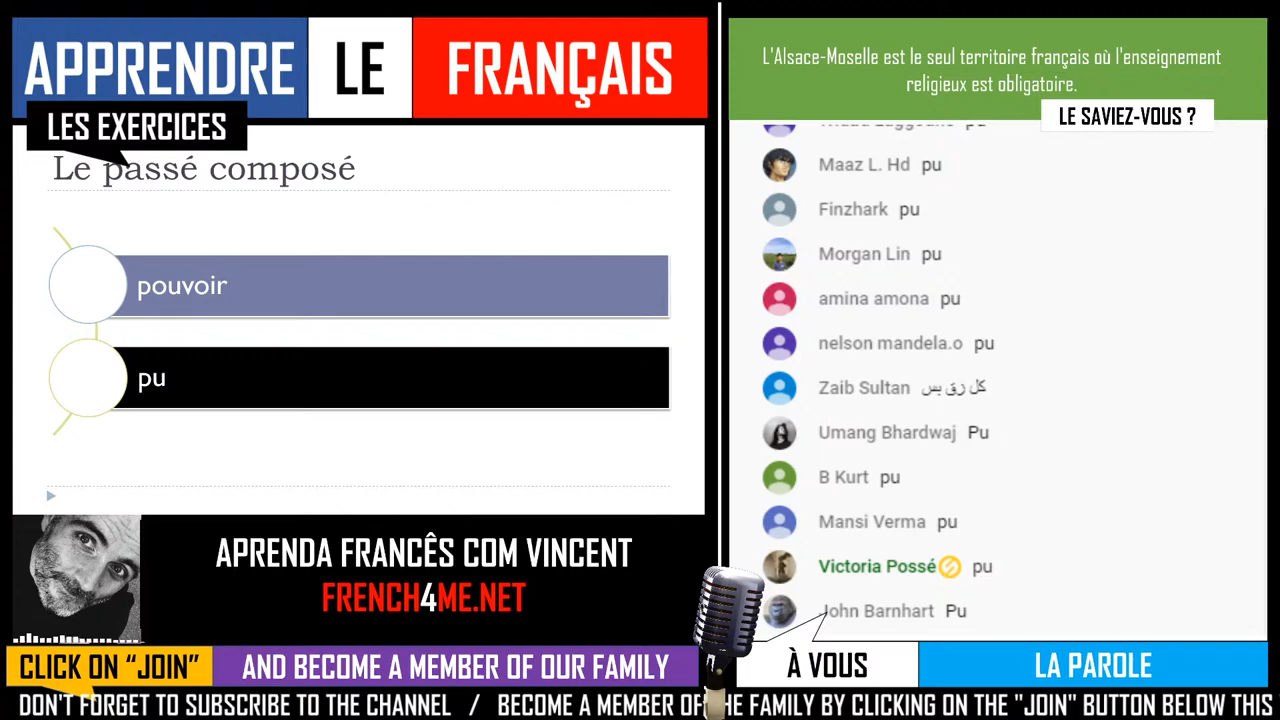 APPRENDRE LE FRANÇAIS
LES EXERCICES
Le passé composé
pouvoir
pu
APRENDA FRANCÊS COM VINCENT
FRENCH4ME.NET
CLICK ON “JOIN” AND BECOME A MEMBER OF OUR FAMILY
L'Alsace-Moselle est le seul territoire français où l'enseignement
religieux est obligatoire.
LE SAVIEZ-VOUS ?
pu
Maaz L. Hd pu
Finzhark pu
Morgan Lin pu
amina amona pu
nelson mandela.o pu
Zaib Sultan کل رق بس
Umang Bhardwaj Pu
B Kurt pu
Mansi Verma pu
Victoria Possé pu
John Barnhart Pu
À VOUS LA PAROLE
DON'T FORGET TO SUBSCRIBE TO THE CHANNEL / BECOME A MEMBER OF THE FAMILY BY CLICKING ON THE "JOIN" BUTTON BELOW THIS